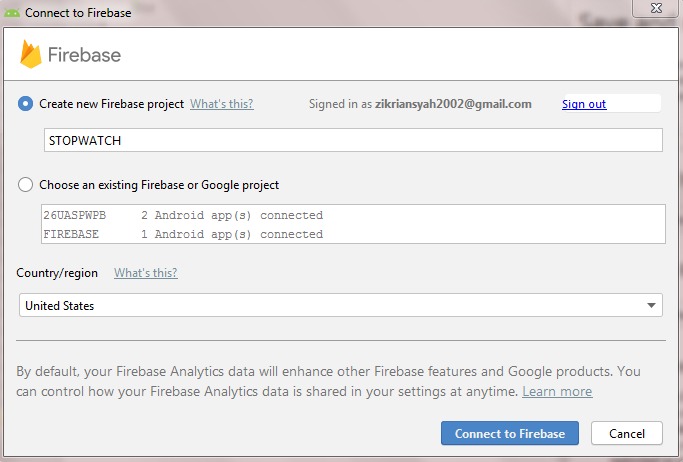 Connect to Firebase
Firebase
Create new Firebase project What's this? Signed in as zikriansyah2002@gmail.com Sign out
STOPWATCH
Choose an existing Firebase or Google project
26UASPWPB 2 Android app(s) connected
FIREBASE 1 Android app(s) connected
Country/region What's this?
United States
By default, your Firebase Analytics data will enhance other Firebase features and Google products. You
can control how your Firebase Analytics data is shared in your settings at anytime. Learn more
Connect to Firebase Cancel